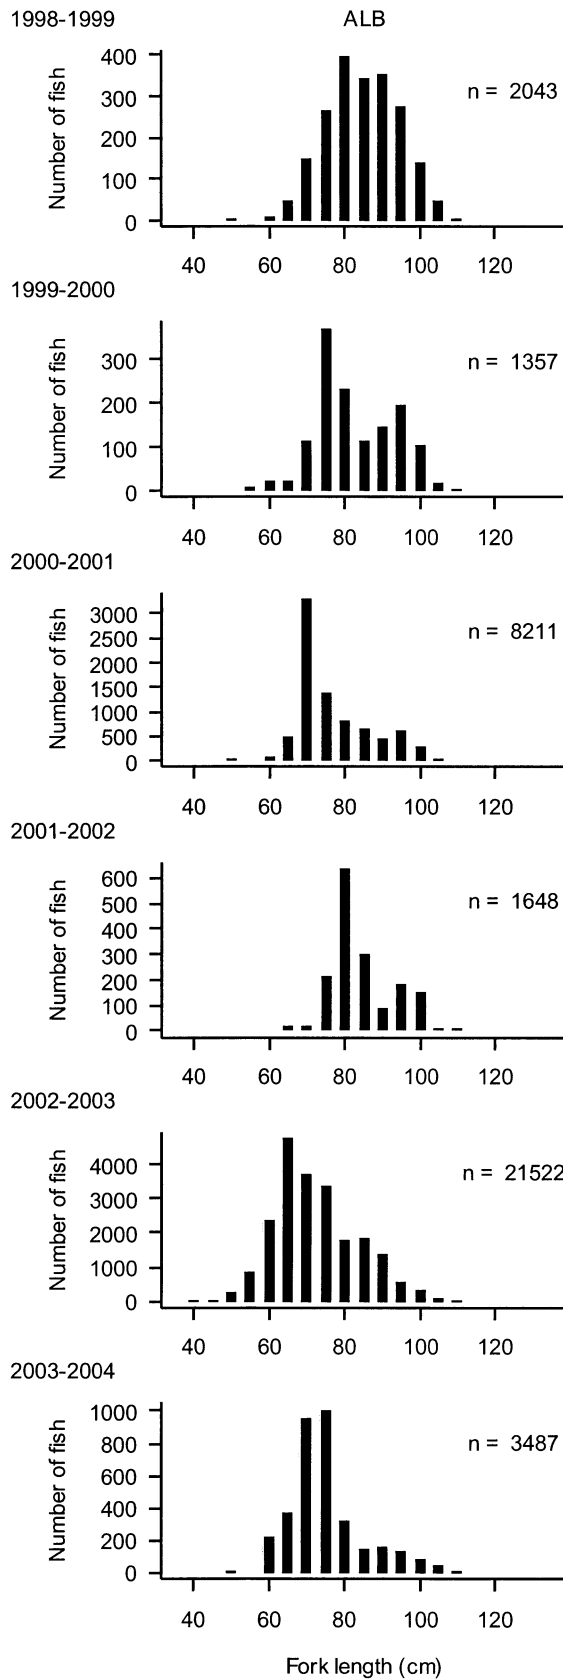 1998-1999 ALB
400
300
200
100
0
Number of fish
n = 2043
40 60 80 100 120
1999-2000
300
200
100
0
Number of fish
n = 1357
40 60 80 100 120
2000-2001
3000
2500
2000
1500
1000
500
0
Number of fish
n = 8211
40 60 80 100 120
2001-2002
600
500
400
300
200
100
0
Number of fish
n = 1648
40 60 80 100 120
2002-2003
4000
3000
2000
1000
0
Number of fish
n = 21522
40 60 80 100 120
2003-2004
1000
800
600
400
200
0
Number of fish
n = 3487
40 60 80 100 120
Fork length (cm)